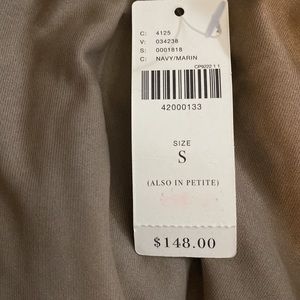 C: 4125
V: 034238
S: 0001818
C: NAVY/MARIN
CP9222 1 1
42000133
SIZE
S
(ALSO IN PETITE)
$148.00